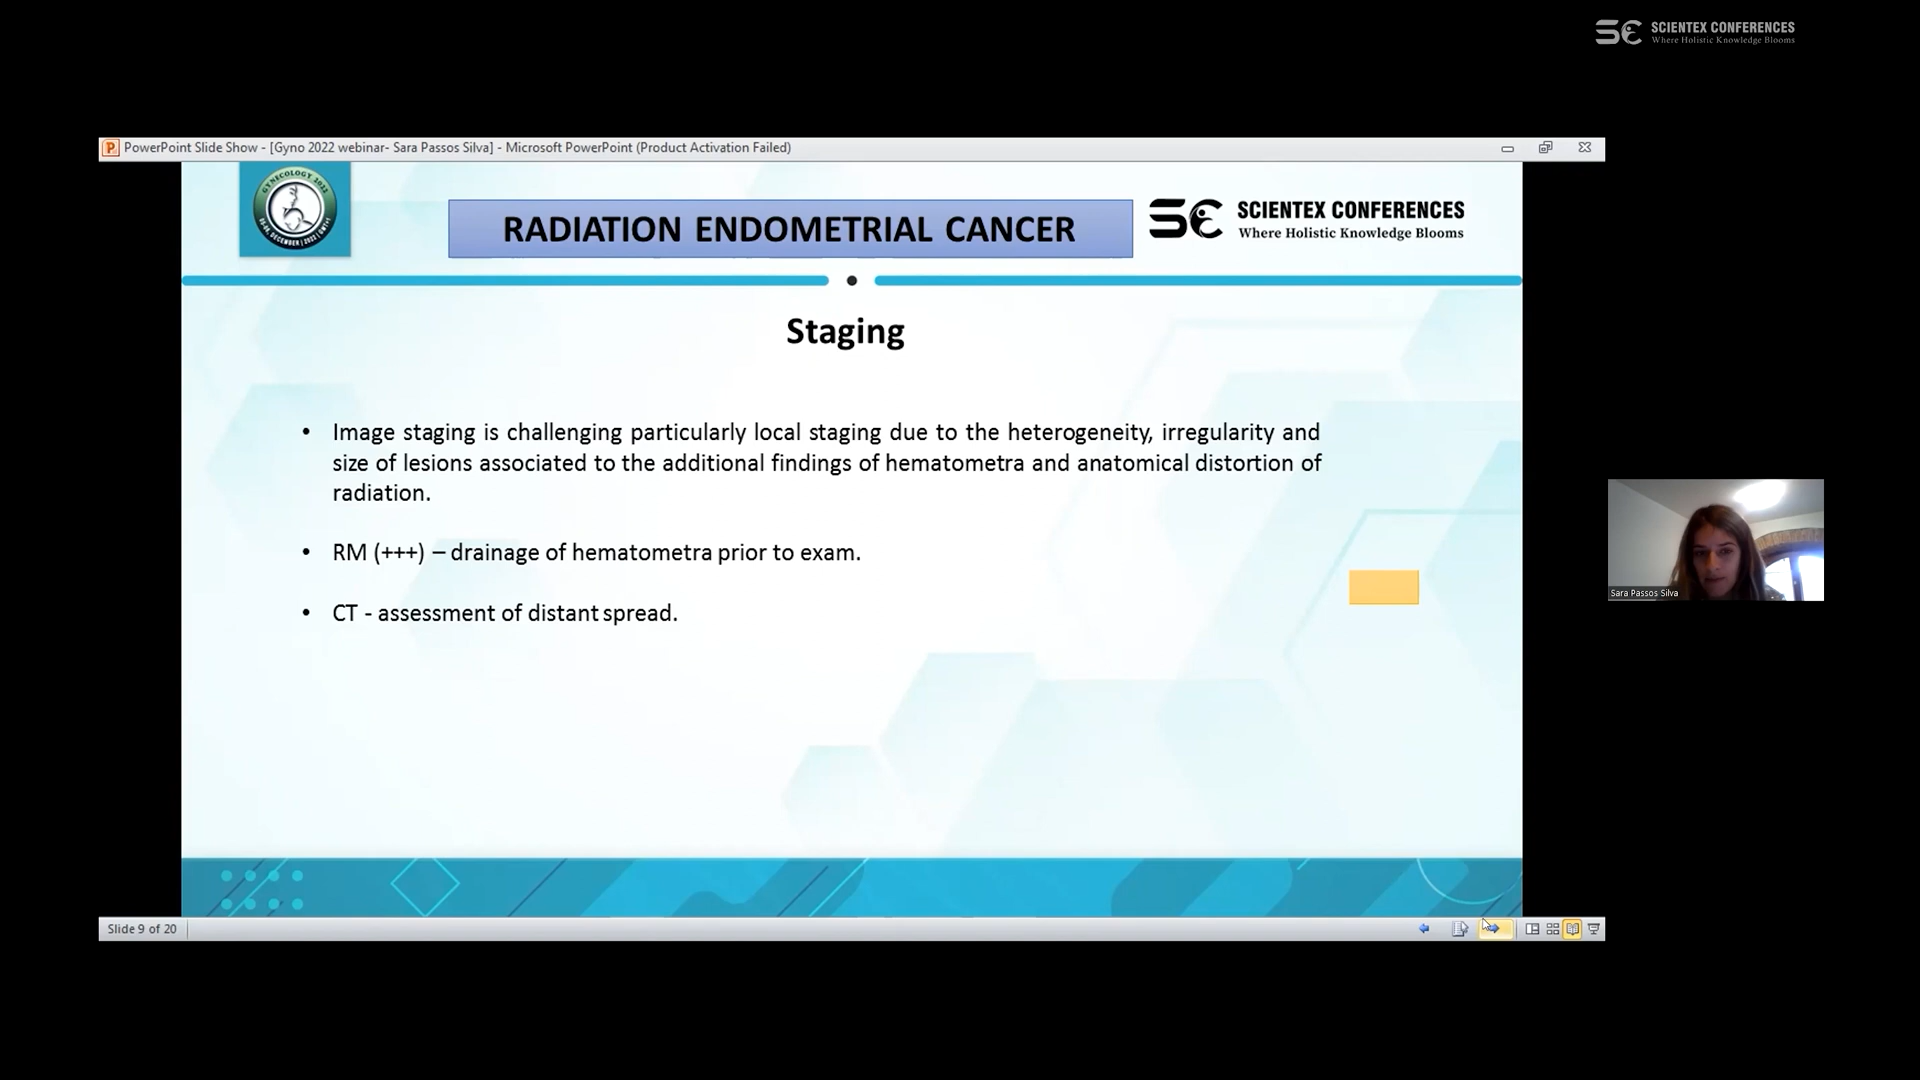 SCIENTEX CONFERENCES
Where Holistic Knowledge Blooms
PowerPoint Slide Show - [Gyno 2022 webinar- Sara Passos Silva] - Microsoft PowerPoint (Product Activation Failed)
GYNECOLOGY 2022
RADIATION ENDOMETRIAL CANCER
SCIENTEX CONFERENCES
Where Holistic Knowledge Blooms
Staging
• Image staging is challenging particularly local staging due to the heterogeneity, irregularity and
size of lesions associated to the additional findings of hematometra and anatomical distortion of
radiation.
• RM (+++) – drainage of hematometra prior to exam.
• CT - assessment of distant spread.
Sara Passos Silva
Slide 9 of 20